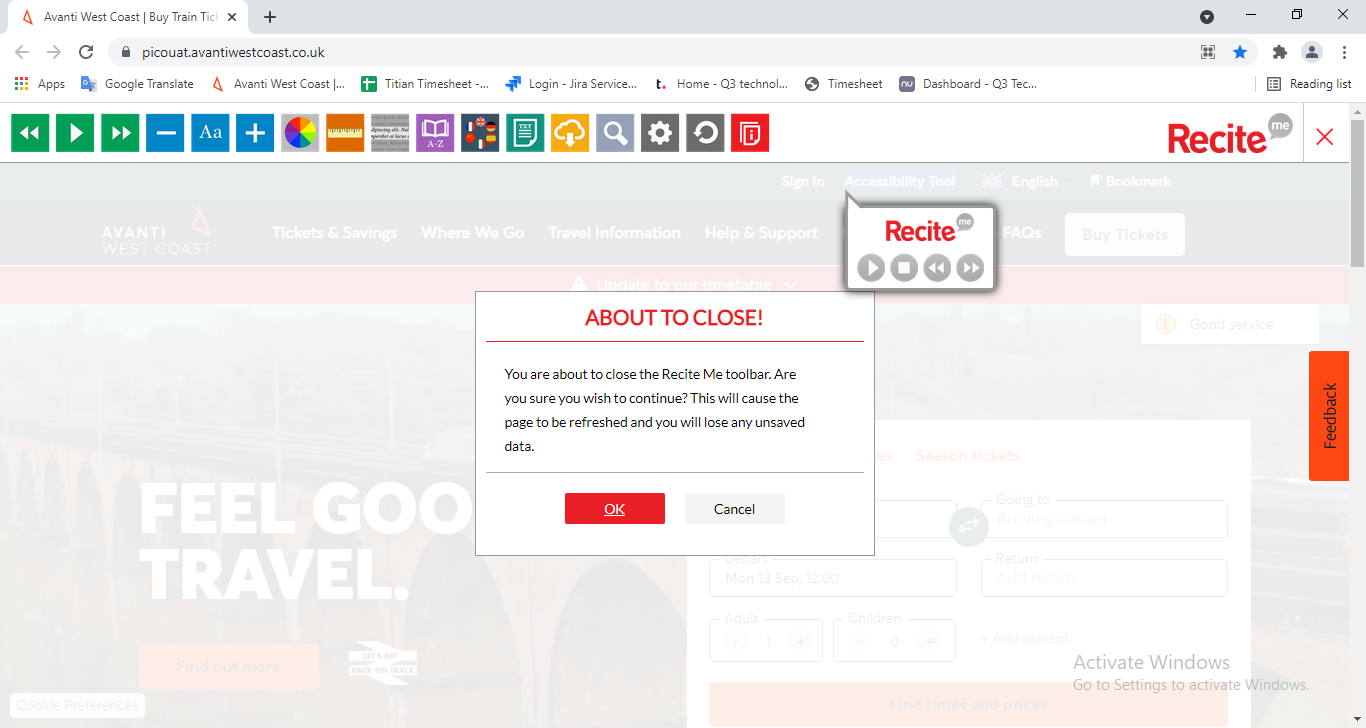 Avanti West Coast | Buy Train Tick
picouat.avantiwestcoast.co.uk
Apps
Google Translate
Avanti West Coast |...
Titian Timesheet -...
Login - Jira Service...
Home - Q3 technol...
Timesheet
Dashboard - Q3 Tec...
Reading list
Aa
A-Z
TXT
Recite me
Sign in
Accessibility Tool
English
Bookmark
AVANTI
WEST COAST
Tickets & Savings
Where We Go
Travel Information
Help & Support
FAQs
Buy Tickets
Recite me
Update to our timetable
Good service
ABOUT TO CLOSE!
You are about to close the Recite Me toolbar. Are
you sure you wish to continue? This will cause the
page to be refreshed and you will lose any unsaved
data.
OK
Cancel
Feedback
FEEL GOO
TRAVEL.
Find out more
LET'S GET
BACK ON TRACK
Season tickets
Going to
Arriving station
Depart
Mon 13 Sep, 12:00
Return
Add return
Adult
- 1 +
Children
- 0 +
+ Add railcard
Find times and prices
Activate Windows
Go to Settings to activate Windows.
Cookie Preferences